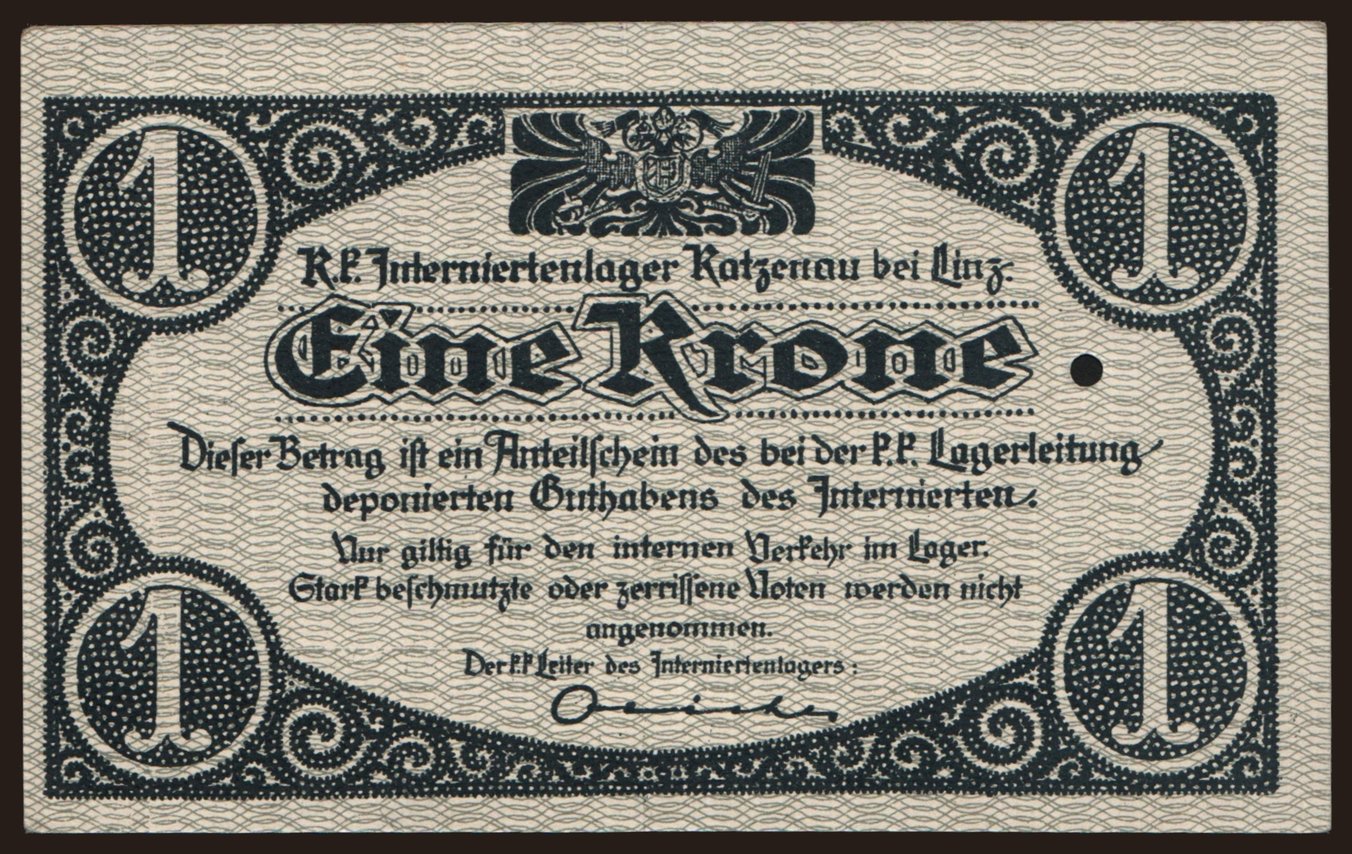 1 1
K.k. Interniertenlager Katzenau bei Linz.
Eine Krone
Dieser Betrag ist ein Anteilschein des bei der k.k. Lagerleitung
deponierten Guthabens des Internierten.
Nur giltig für den internen Verkehr im Lager.
Stark beschmutzte oder zerrissene Noten werden nicht
angenommen.
Der k.k. Leiter des Interniertenlagers:
1 1